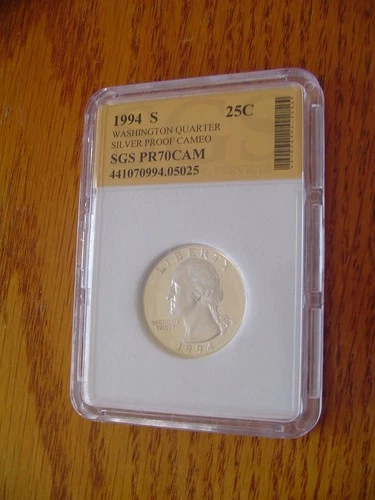 1994 S 25C
WASHINGTON QUARTER
SILVER PROOF CAMEO
SGS PR70CAM
441070994.05025
LIBERTY
1994